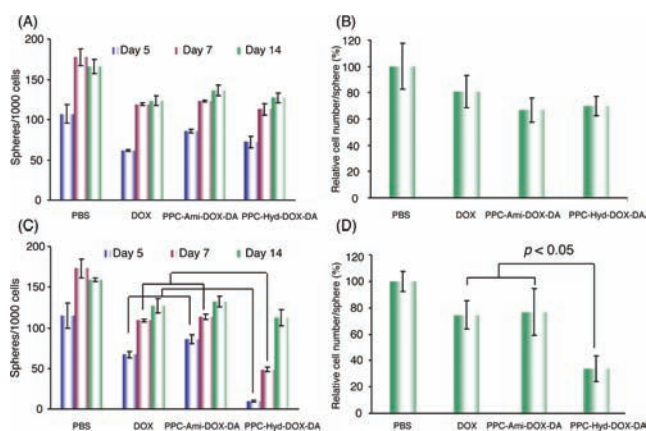 (A)
Day 5 Day 7 Day 14
Spheres/1000 cells
200
150
100
50
0
PBS DOX PPC-Ami-DOX-DA PPC-Hyd-DOX-DA
(B)
Relative cell number/sphere (%)
140
120
100
80
60
40
20
0
PBS DOX PPC-Ami-DOX-DA PPC-Hyd-DOX-DA
(C)
Day 5 Day 7 Day 14
Spheres/1000 cells
200
150
100
50
0
PBS DOX PPC-Ami-DOX-DA PPC-Hyd-DOX-DA
(D)
p < 0.05
Relative cell number/sphere (%)
120
100
80
60
40
20
0
PBS DOX PPC-Ami-DOX-DA PPC-Hyd-DOX-DA